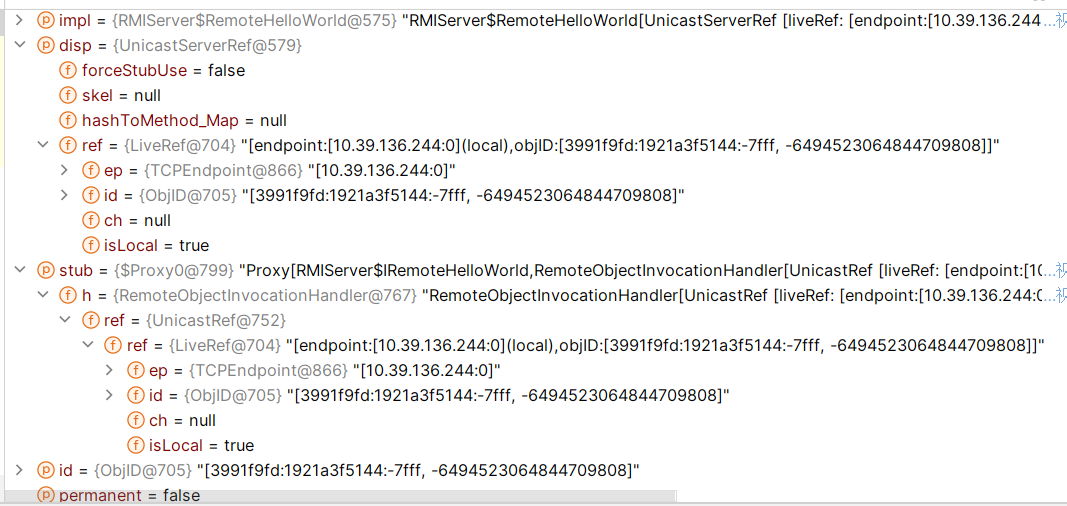 impl = {RMIServer$RemoteHelloWorld@575} "RMIServer$RemoteHelloWorld[UnicastServerRef [liveRef: [endpoint:[10.39.136.244 ...
disp = {UnicastServerRef@579}
forceStubUse = false
skel = null
hashToMethod_Map = null
ref = {LiveRef@704} "[endpoint:[10.39.136.244:0](local),objID:[3991f9fd:1921a3f5144:-7fff, -6494523064844709808]]"
ep = {TCPEndpoint@866} "[10.39.136.244:0]"
id = {ObjID@705} "[3991f9fd:1921a3f5144:-7fff, -6494523064844709808]"
ch = null
isLocal = true
stub = {$Proxy0@799} "Proxy[RMIServer$IRemoteHelloWorld,RemoteObjectInvocationHandler[UnicastRef [liveRef: [endpoint:[10 ...
h = {RemoteObjectInvocationHandler@767} "RemoteObjectInvocationHandler[UnicastRef [liveRef: [endpoint:[10.39.136.244:0 ...
ref = {UnicastRef@752}
ref = {LiveRef@704} "[endpoint:[10.39.136.244:0](local),objID:[3991f9fd:1921a3f5144:-7fff, -6494523064844709808]]"
ep = {TCPEndpoint@866} "[10.39.136.244:0]"
id = {ObjID@705} "[3991f9fd:1921a3f5144:-7fff, -6494523064844709808]"
ch = null
isLocal = true
id = {ObjID@705} "[3991f9fd:1921a3f5144:-7fff, -6494523064844709808]"
permanent = false